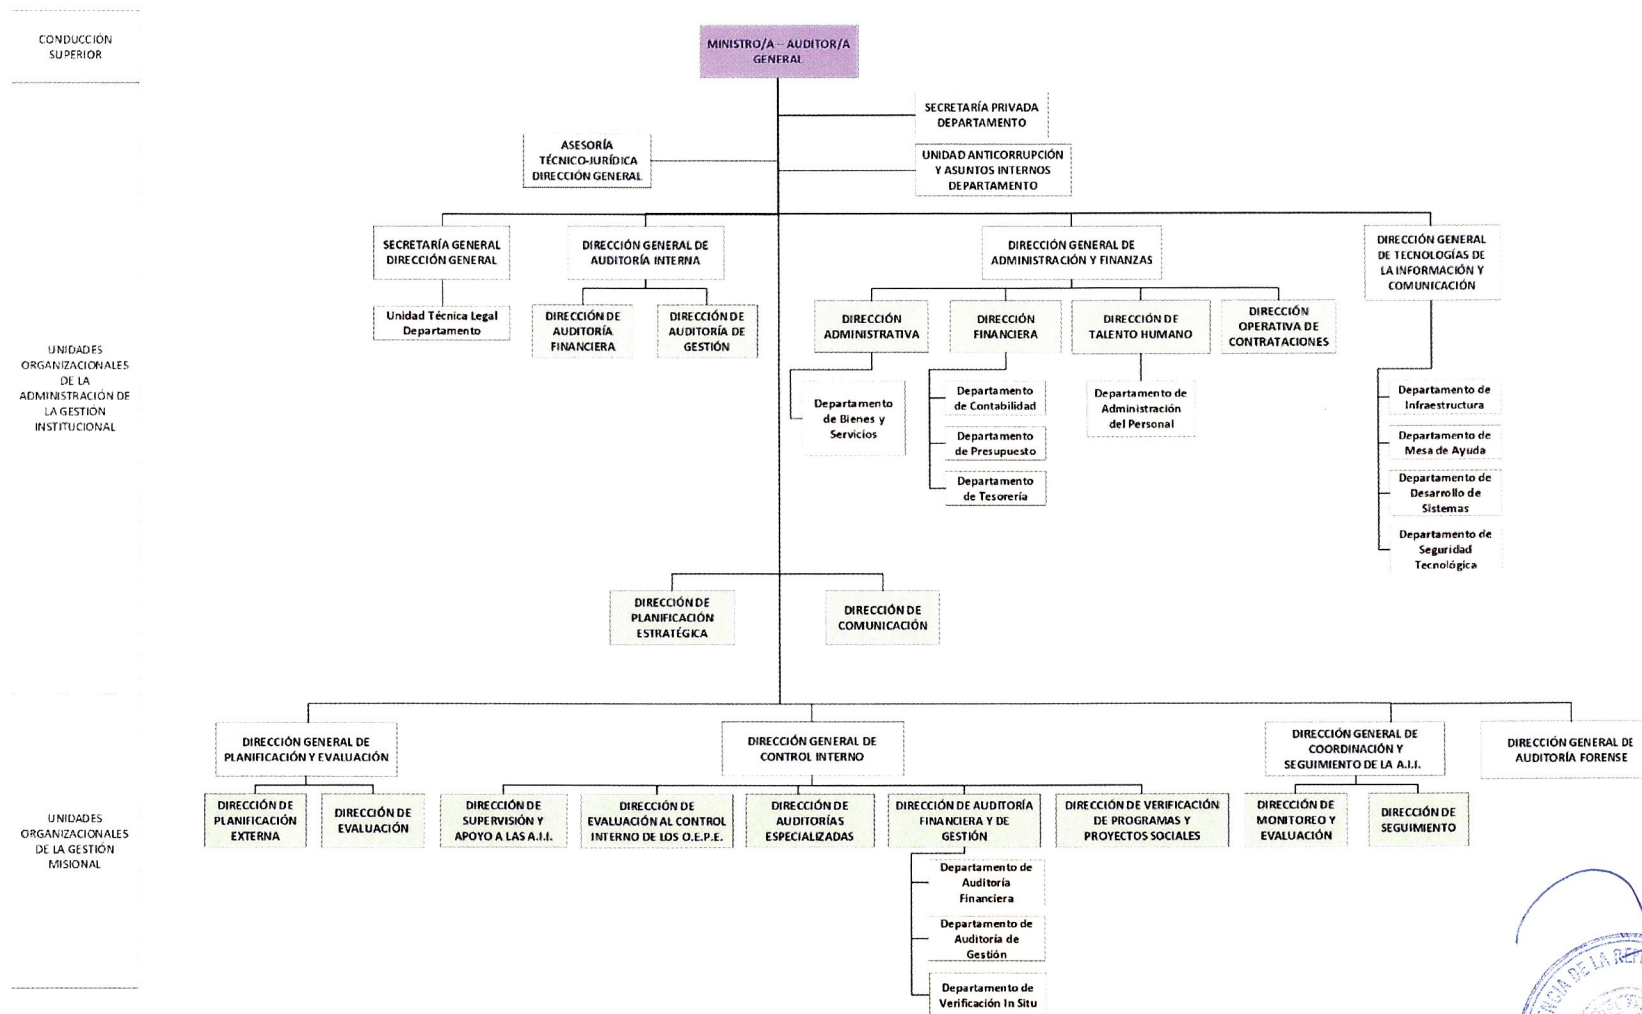 CONDUCCIÓN
SUPERIOR
MINISTRO/A – AUDITOR/A
GENERAL
SECRETARÍA PRIVADA
DEPARTAMENTO
ASESORÍA
TÉCNICO-JURÍDICA
DIRECCIÓN GENERAL
UNIDAD ANTICORRUPCIÓN
Y ASUNTOS INTERNOS
DEPARTAMENTO
UNIDADES
ORGANIZACIONALES
DE LA
ADMINISTRACIÓN DE
LA GESTIÓN
INSTITUCIONAL
SECRETARÍA GENERAL
DIRECCIÓN GENERAL
Unidad Técnica Legal
Departamento
DIRECCIÓN GENERAL DE
AUDITORÍA INTERNA
DIRECCIÓN DE
AUDITORÍA
FINANCIERA
DIRECCIÓN DE
AUDITORÍA DE
GESTIÓN
DIRECCIÓN GENERAL DE
ADMINISTRACIÓN Y FINANZAS
DIRECCIÓN
ADMINISTRATIVA
Departamento
de Bienes y
Servicios
DIRECCIÓN
FINANCIERA
Departamento
de Contabilidad
Departamento
de Presupuesto
Departamento
de Tesorería
DIRECCIÓN DE
TALENTO HUMANO
Departamento de
Administración
del Personal
DIRECCIÓN
OPERATIVA DE
CONTRATACIONES
DIRECCIÓN GENERAL
DE TECNOLOGÍAS DE
LA INFORMACIÓN Y
COMUNICACIÓN
Departamento de
Infraestructura
Departamento de
Mesa de Ayuda
Departamento de
Desarrollo de
Sistemas
Departamento de
Seguridad
Tecnológica
DIRECCIÓN DE
PLANIFICACIÓN
ESTRATÉGICA
DIRECCIÓN DE
COMUNICACIÓN
UNIDADES
ORGANIZACIONALES
DE LA GESTIÓN
MISIONAL
DIRECCIÓN GENERAL DE
PLANIFICACIÓN Y EVALUACIÓN
DIRECCIÓN DE
PLANIFICACIÓN
EXTERNA
DIRECCIÓN DE
EVALUACIÓN
DIRECCIÓN GENERAL DE
CONTROL INTERNO
DIRECCIÓN DE
SUPERVISIÓN Y
APOYO A LAS A.I.I.
DIRECCIÓN DE
EVALUACIÓN AL CONTROL
INTERNO DE LOS O.E.P.E.
DIRECCIÓN DE
AUDITORÍAS
ESPECIALIZADAS
DIRECCIÓN DE AUDITORÍA
FINANCIERA Y DE
GESTIÓN
Departamento de
Auditoría
Financiera
Departamento de
Auditoría de
Gestión
Departamento de
Verificación In Situ
DIRECCIÓN DE VERIFICACIÓN
DE PROGRAMAS Y
PROYECTOS SOCIALES
DIRECCIÓN GENERAL DE
COORDINACIÓN Y
SEGUIMIENTO DE LA A.I.I.
DIRECCIÓN DE
MONITOREO Y
EVALUACIÓN
DIRECCIÓN DE
SEGUIMIENTO
DIRECCIÓN GENERAL DE
AUDITORÍA FORENSE
DE LA